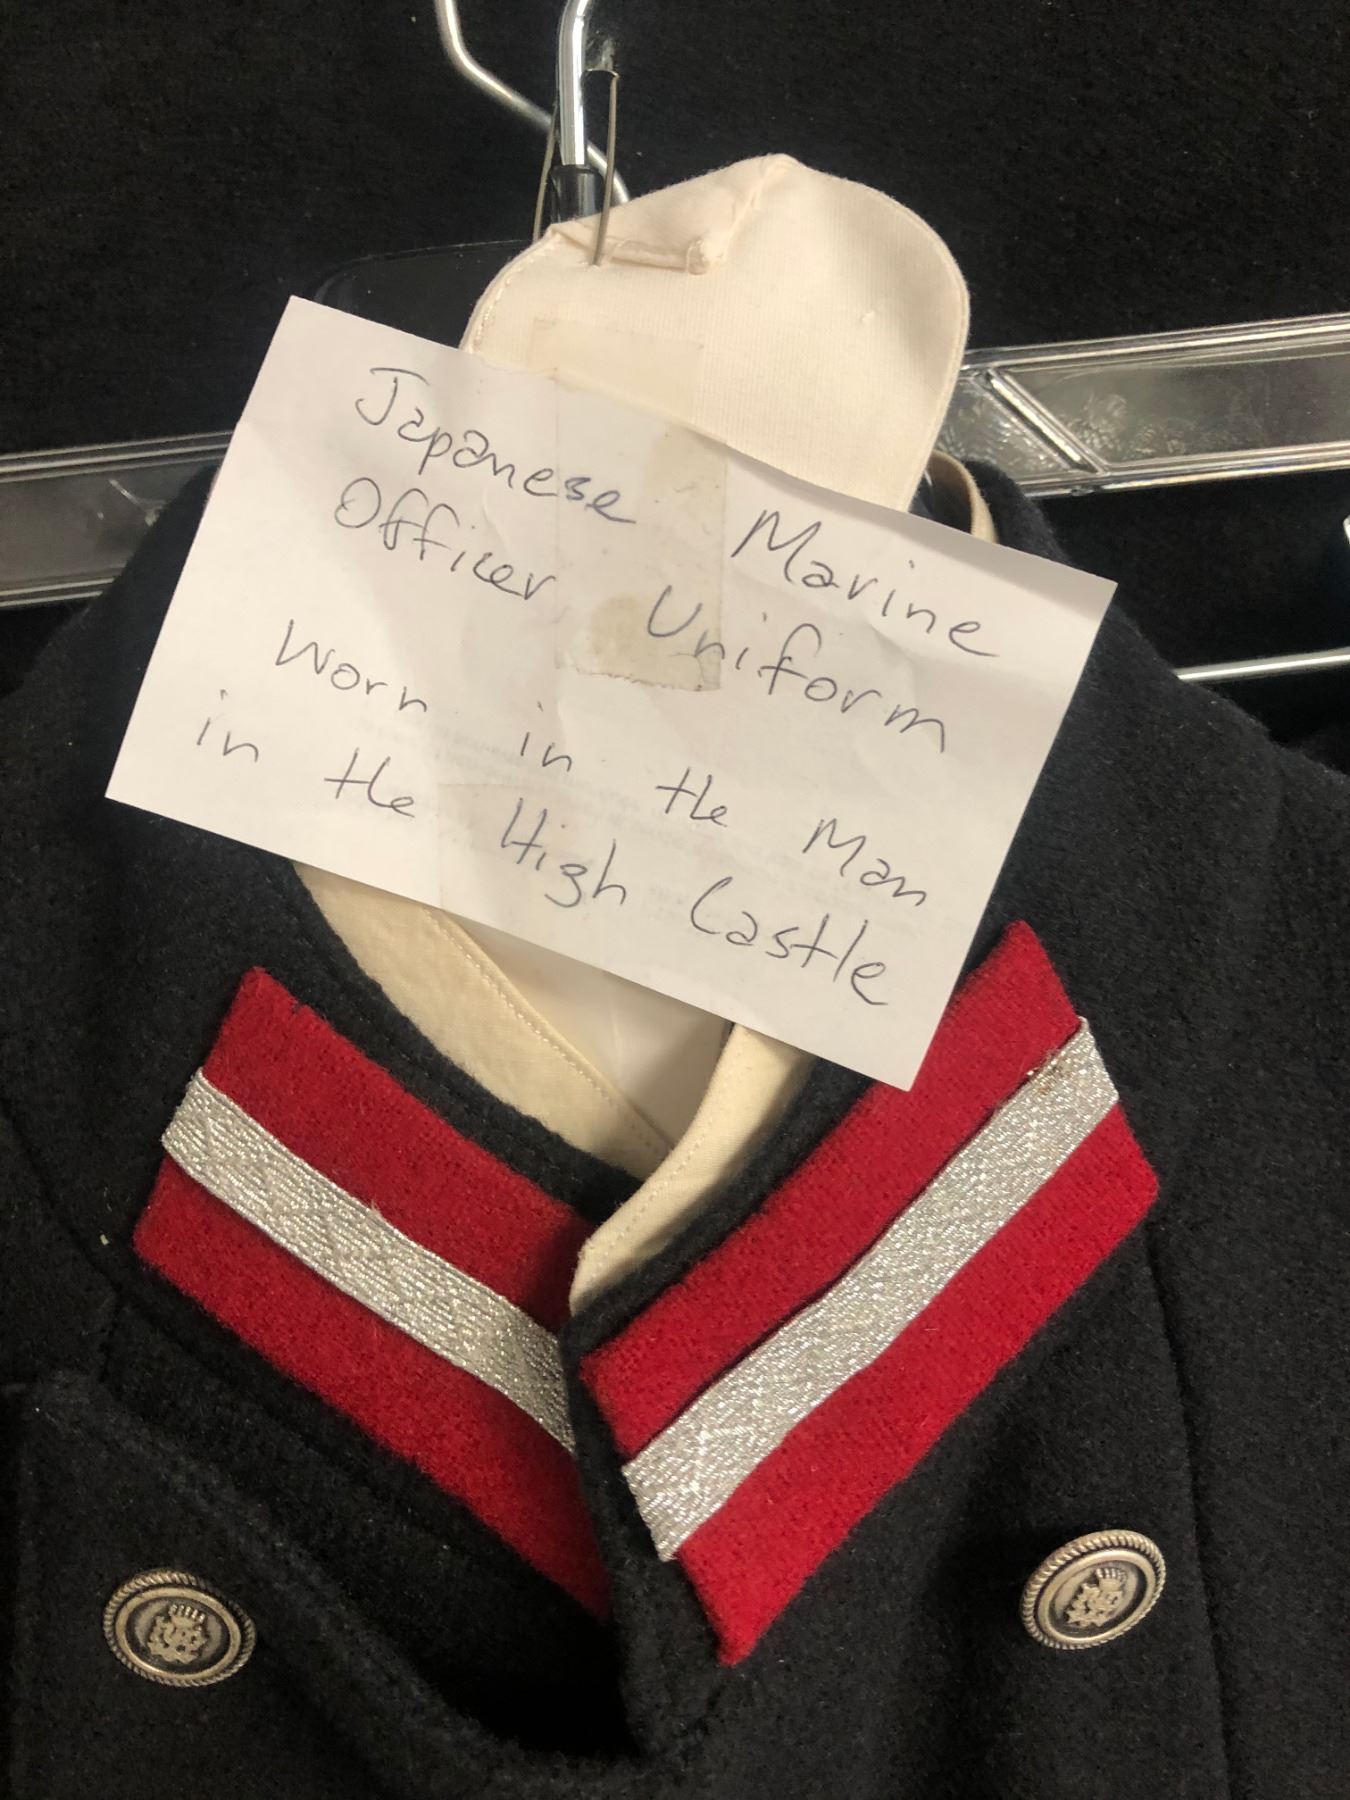 Japanese Marine
Officer Uniform
Worn in the Man
in the High Castle